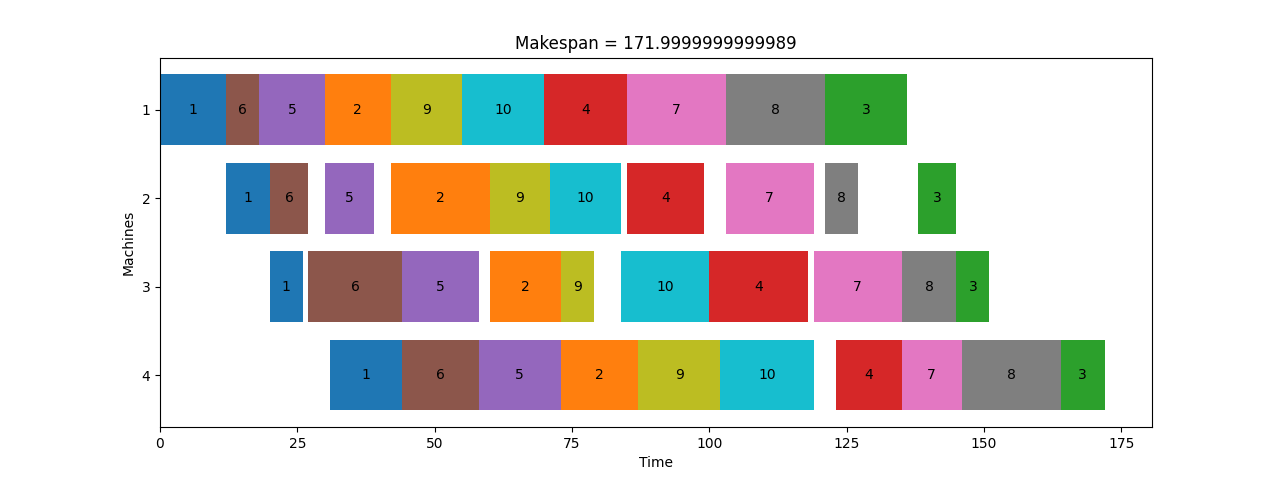 Makespan = 171.9999999999989
1 1 6 5 2 9 10 4 7 8 3
2 1 6 5 2 9 10 4 7 8 3
3 1 6 5 2 9 10 4 7 8 3
4 1 6 5 2 9 10 4 7 8 3
Machines
0 25 50 75 100 125 150 175
Time